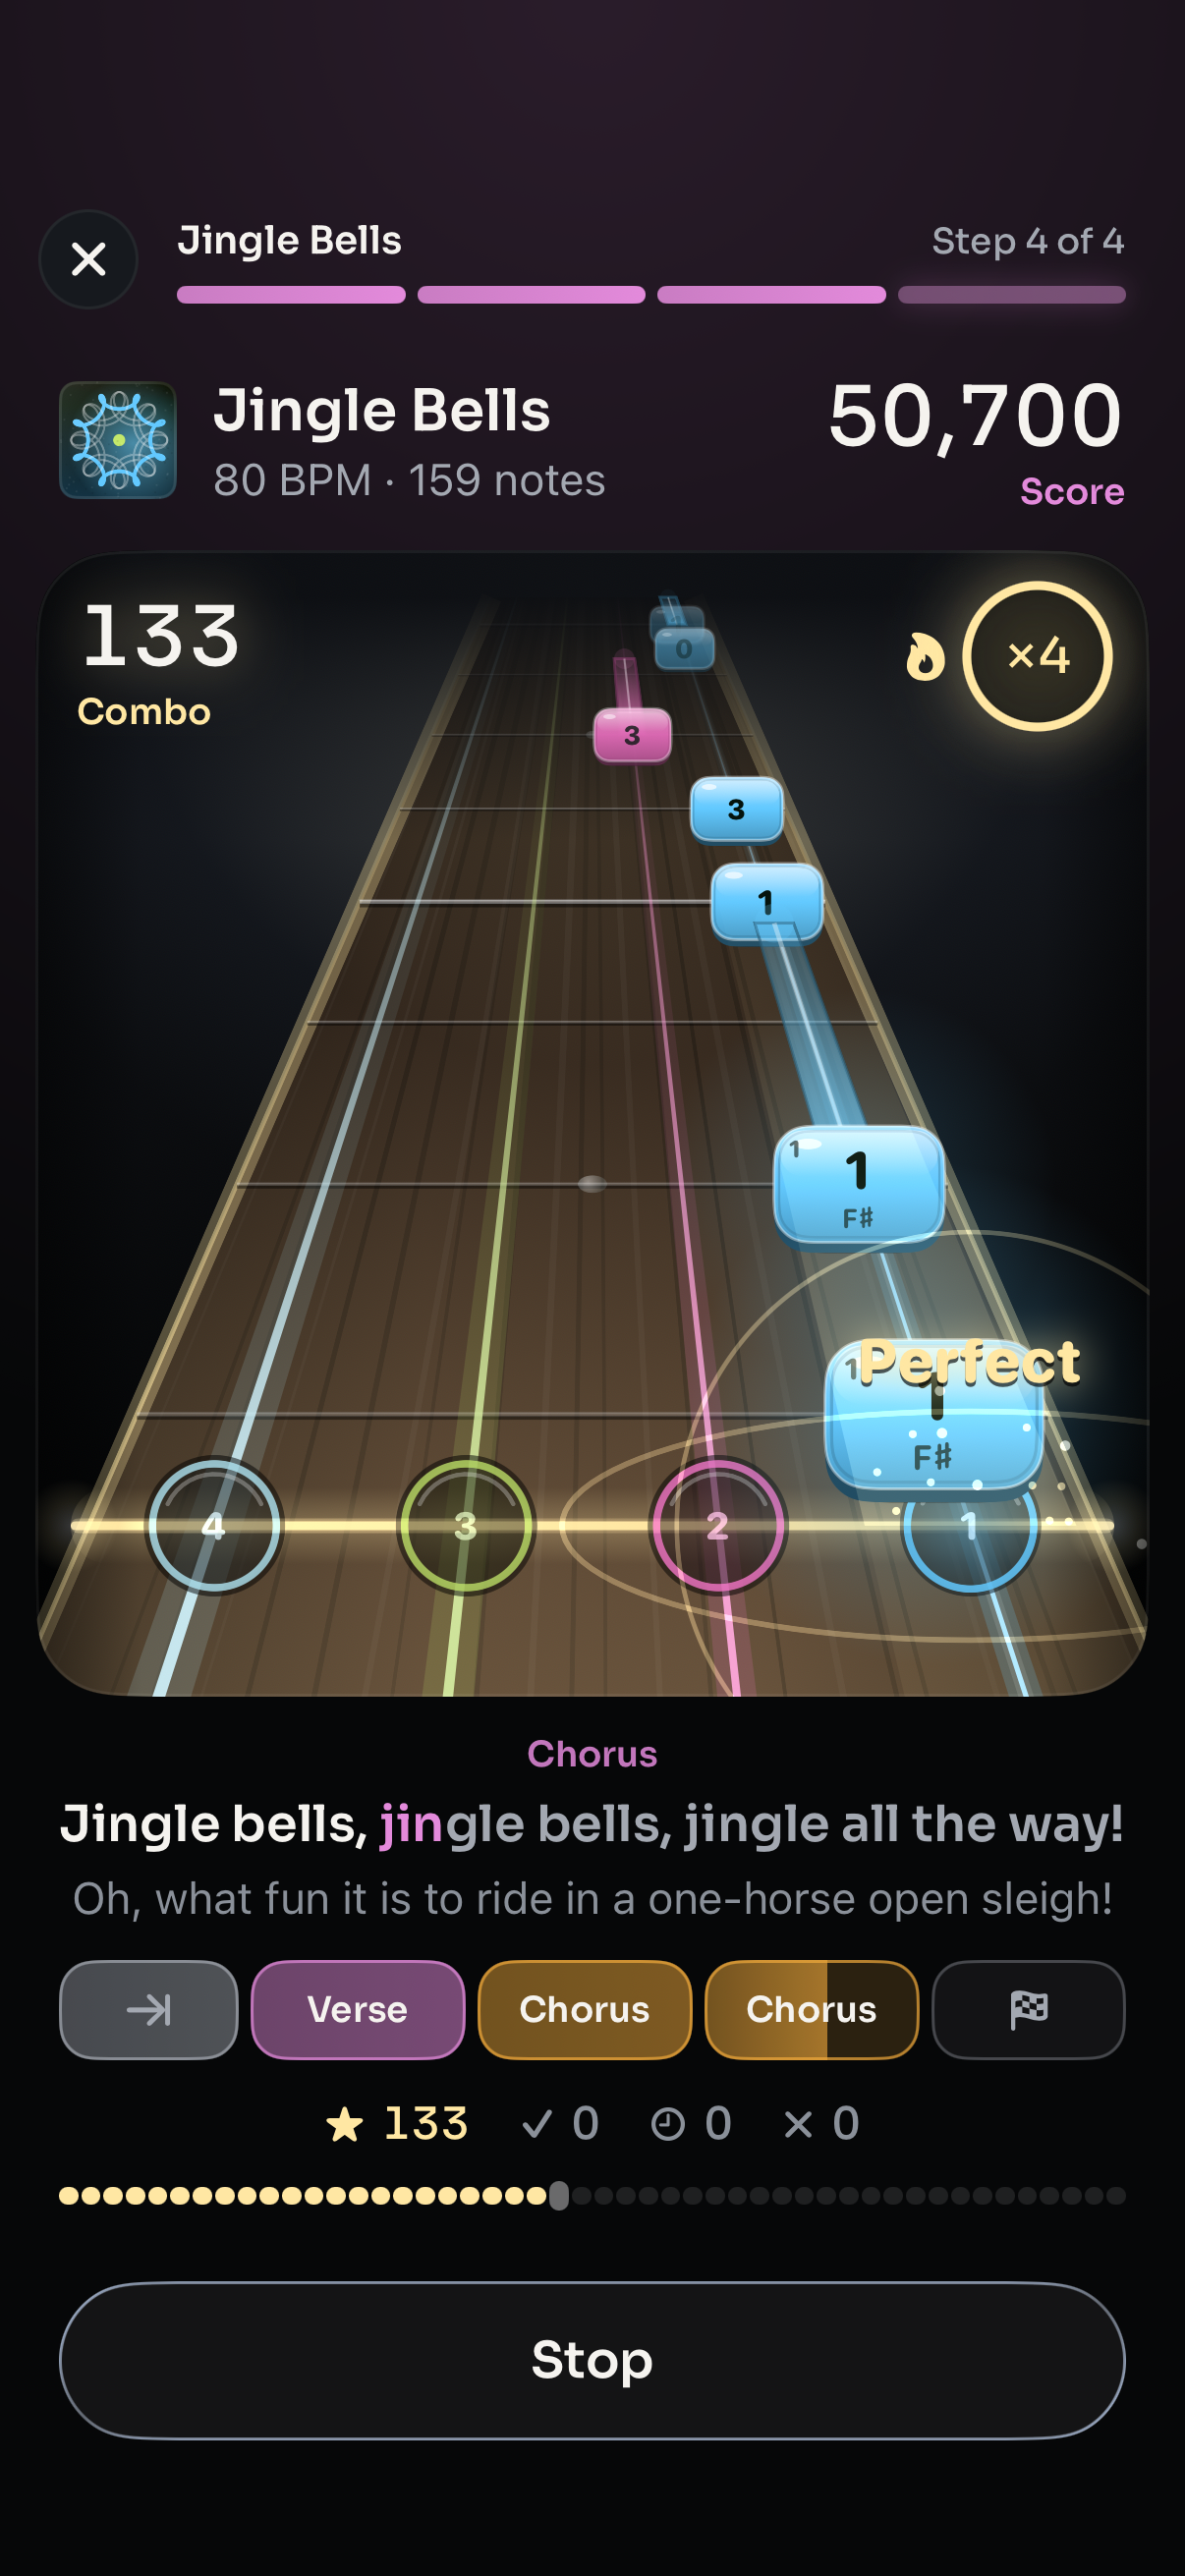 Jingle Bells
Step 4 of 4
Jingle Bells
80 BPM · 159 notes
50,700
Score
133
Combo
×4
0
3
3
1
1
1
F#
Perfect
1
1
F#
4
3
2
1
Chorus
Jingle bells, jingle bells, jingle all the way!
Oh, what fun it is to ride in a one-horse open sleigh!
Verse
Chorus
Chorus
133
0
0
0
Stop